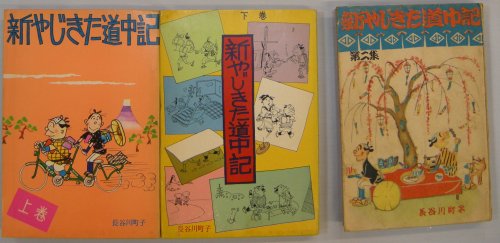 新やじきた道中記
上巻
長谷川町子
下巻
新やじきた道中記
長谷川町子
新やじきた道中記
第二集
長谷川町子